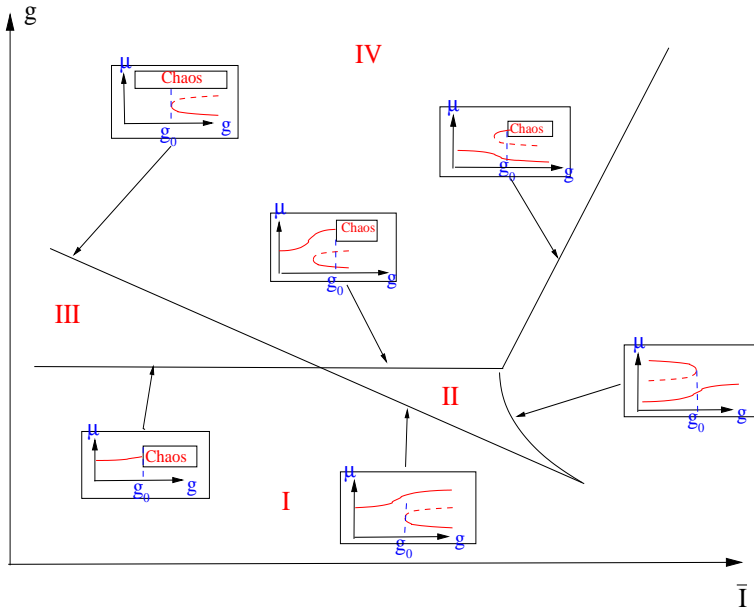 g
IV
μ
Chaos
g₀
g
μ
Chaos
g₀
g
μ
Chaos
g₀
g
III
II
μ
g₀
g
μ
Chaos
g₀
g
I
μ
g₀
g
Ī